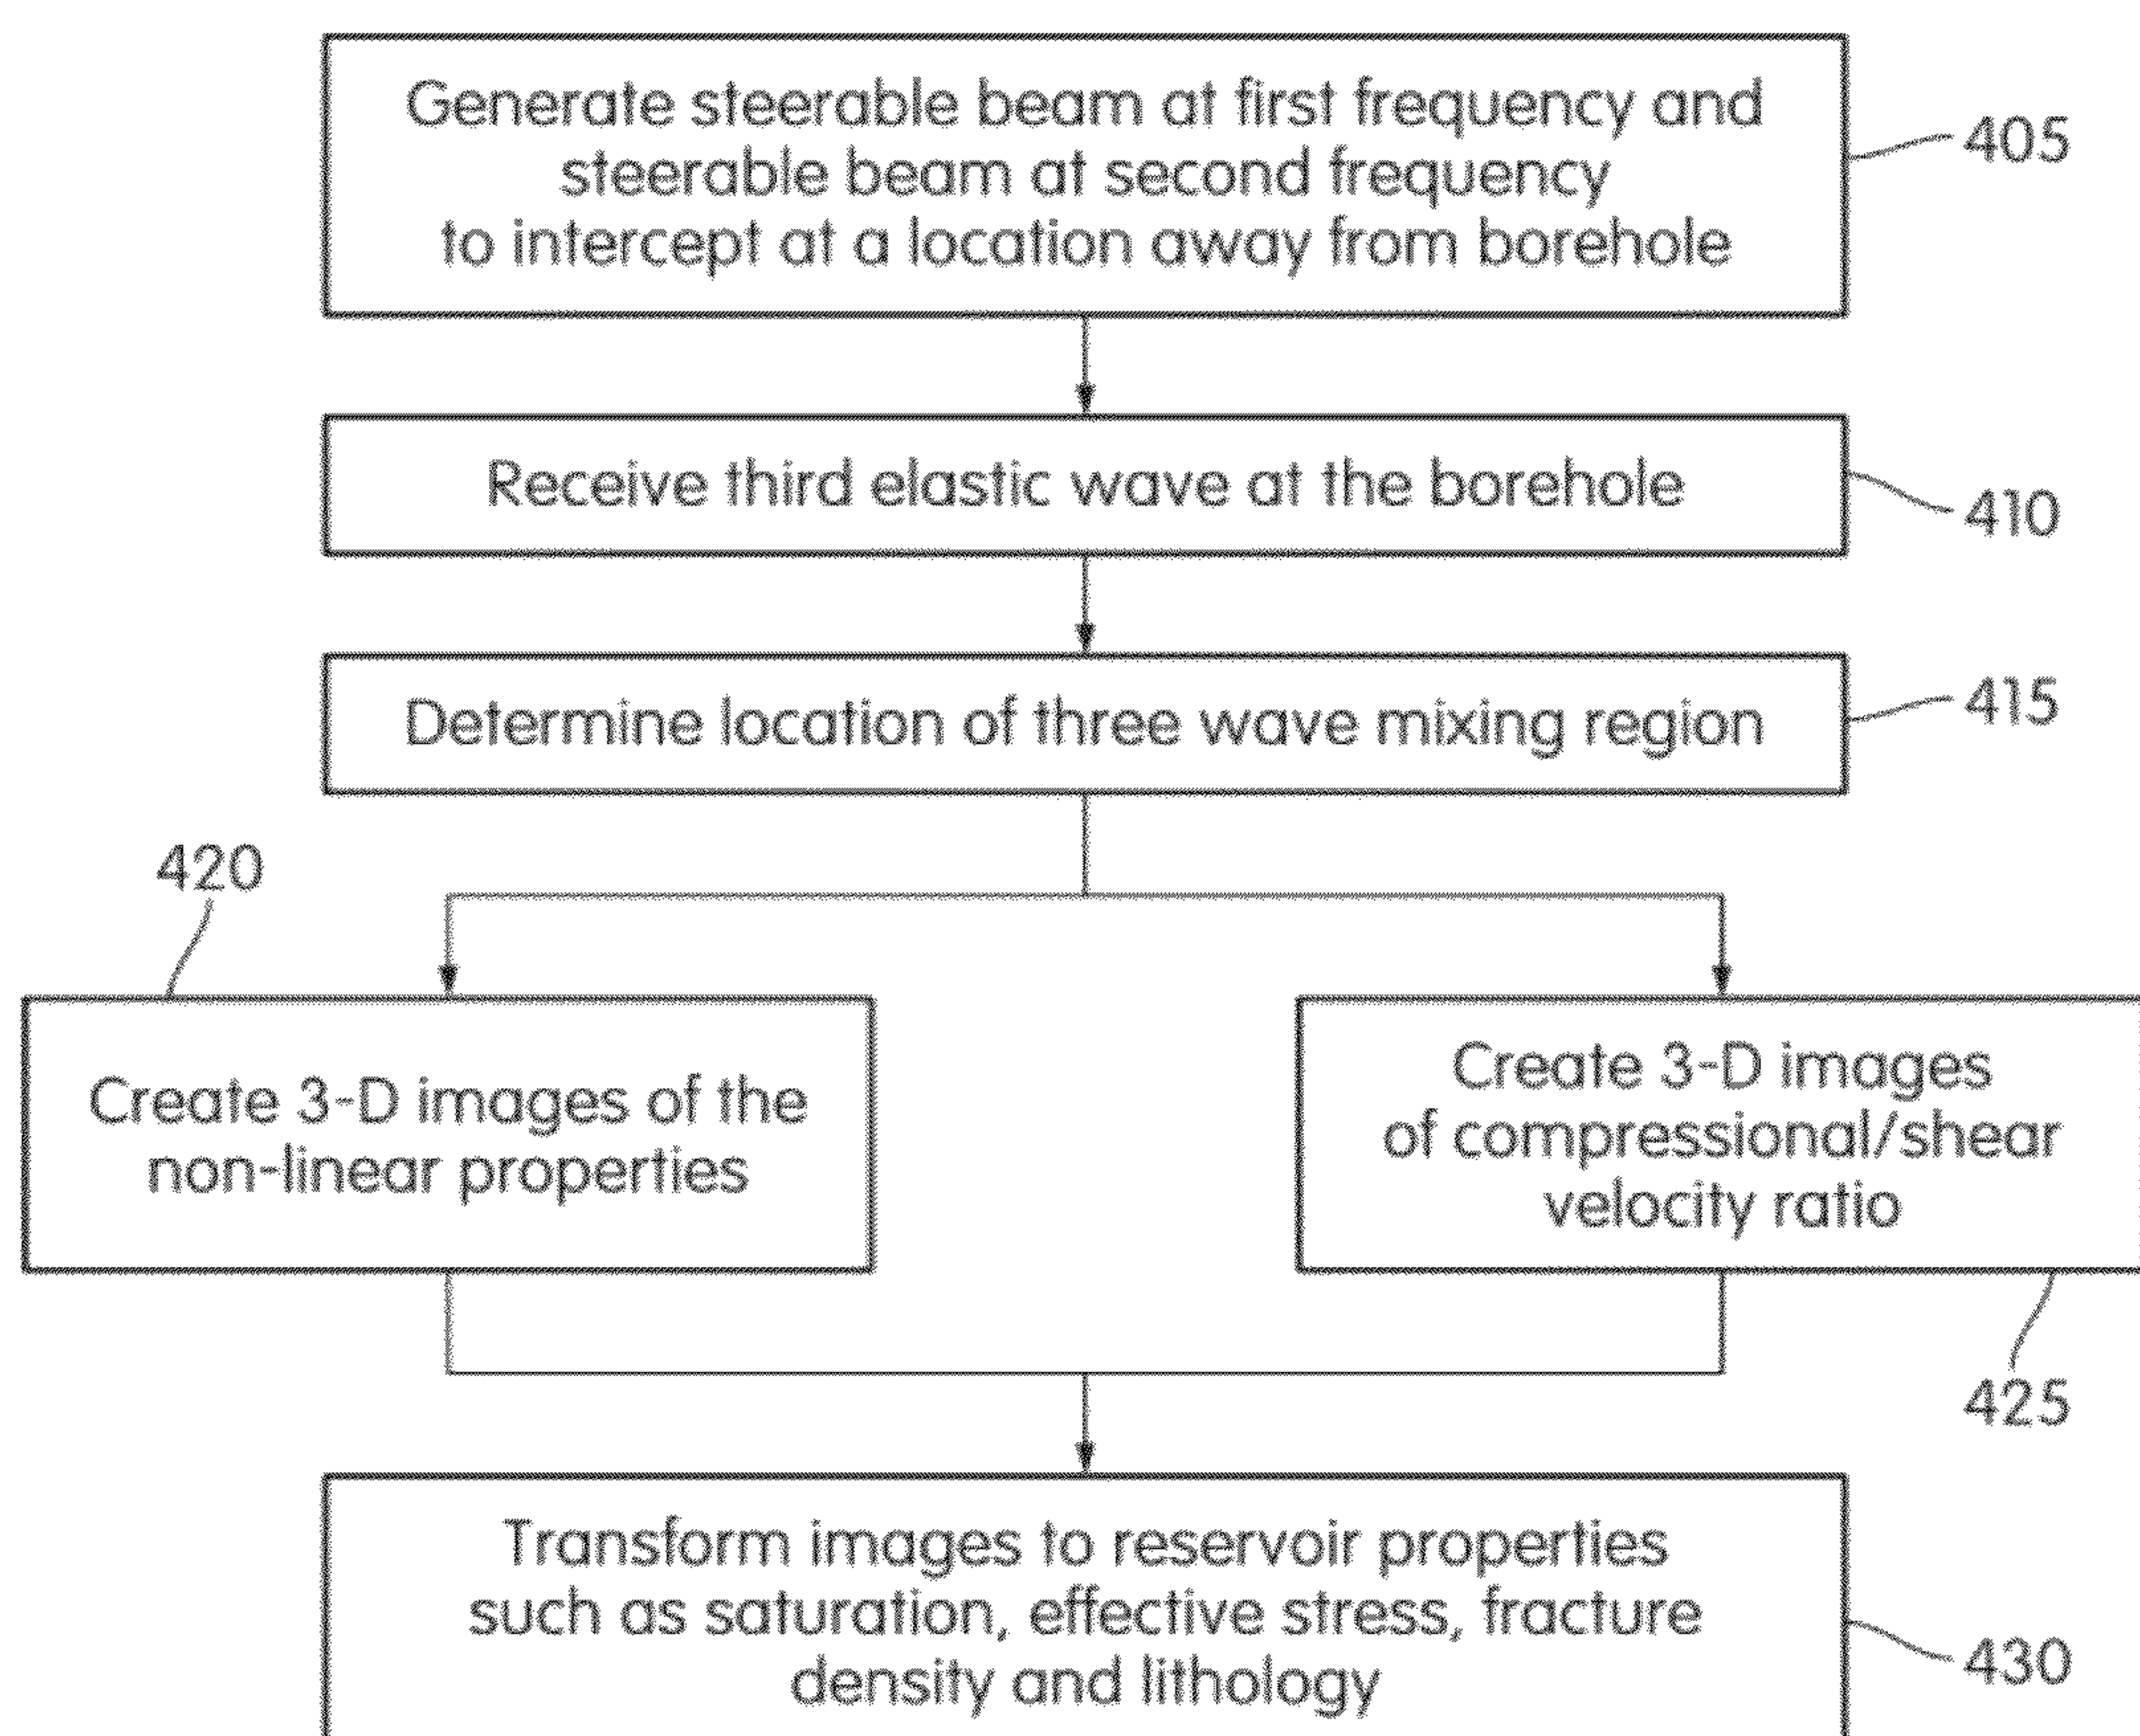 Generate steerable beam at first frequency and
steerable beam at second frequency
to intercept at a location away from borehole
405
Receive third elastic wave at the borehole
410
Determine location of three wave mixing region
415
420
Create 3-D images of the
non-linear properties
Create 3-D images
of compressional/shear
velocity ratio
425
Transform images to reservoir properties
such as saturation, effective stress, fracture
density and lithology
430